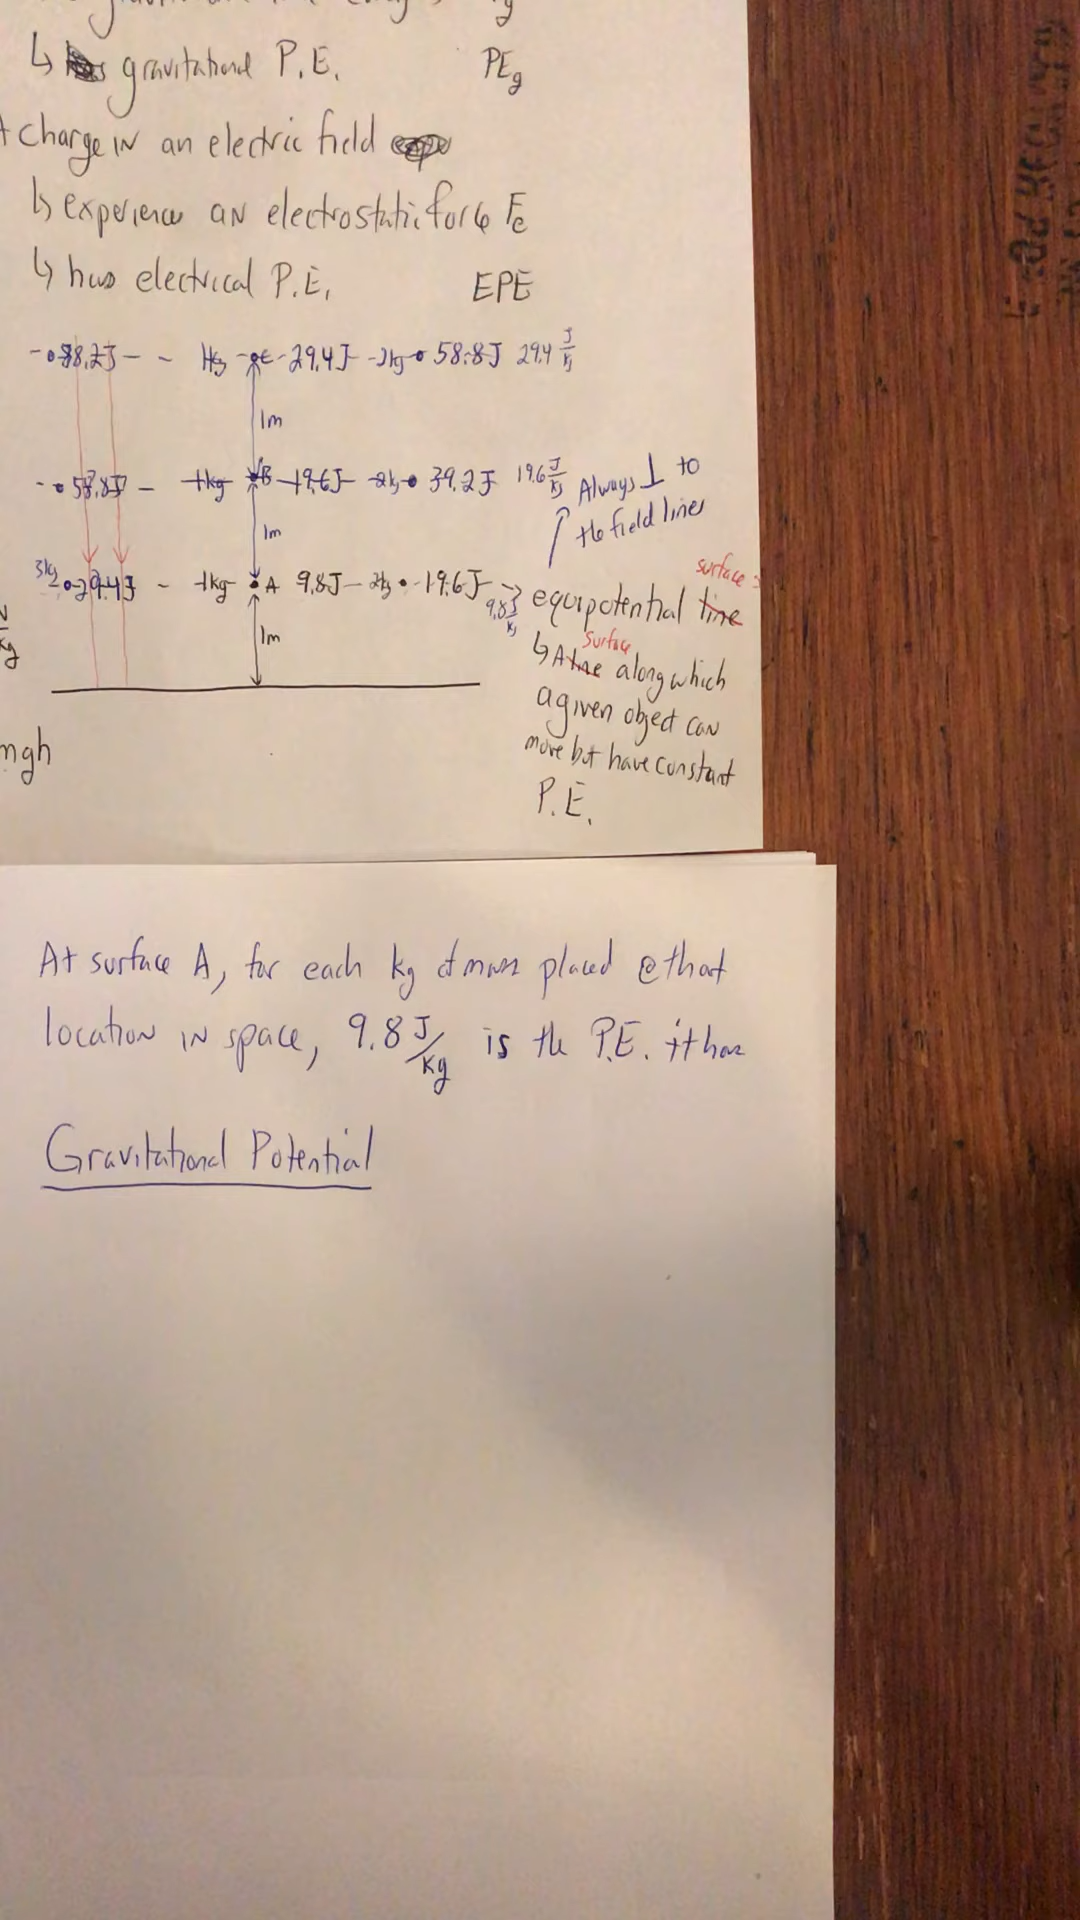 ↳ gravitational P.E. PEg
A charge in an electric field
↳ experience an electrostatic force Fe
↳ has electrical P.E. EPE
88.2J 1kg C 29.4J 2kg 58.8J 29.4 J/kg
1m
58.8J 1kg B 19.6J 2kg 39.2J 19.6 J/kg
Always ⊥ to
the field lines
1m
3kg 29.4J 1kg A 9.8J 2kg 19.6J 9.8 J/kg
surface
equipotential line
1m
surface
↳ A line along which
a given object can
move but have constant
P.E.
kg
mgh
At surface A, for each kg of mass placed @ that
location in space, 9.8 J/kg is the P.E. it has
Gravitational Potential